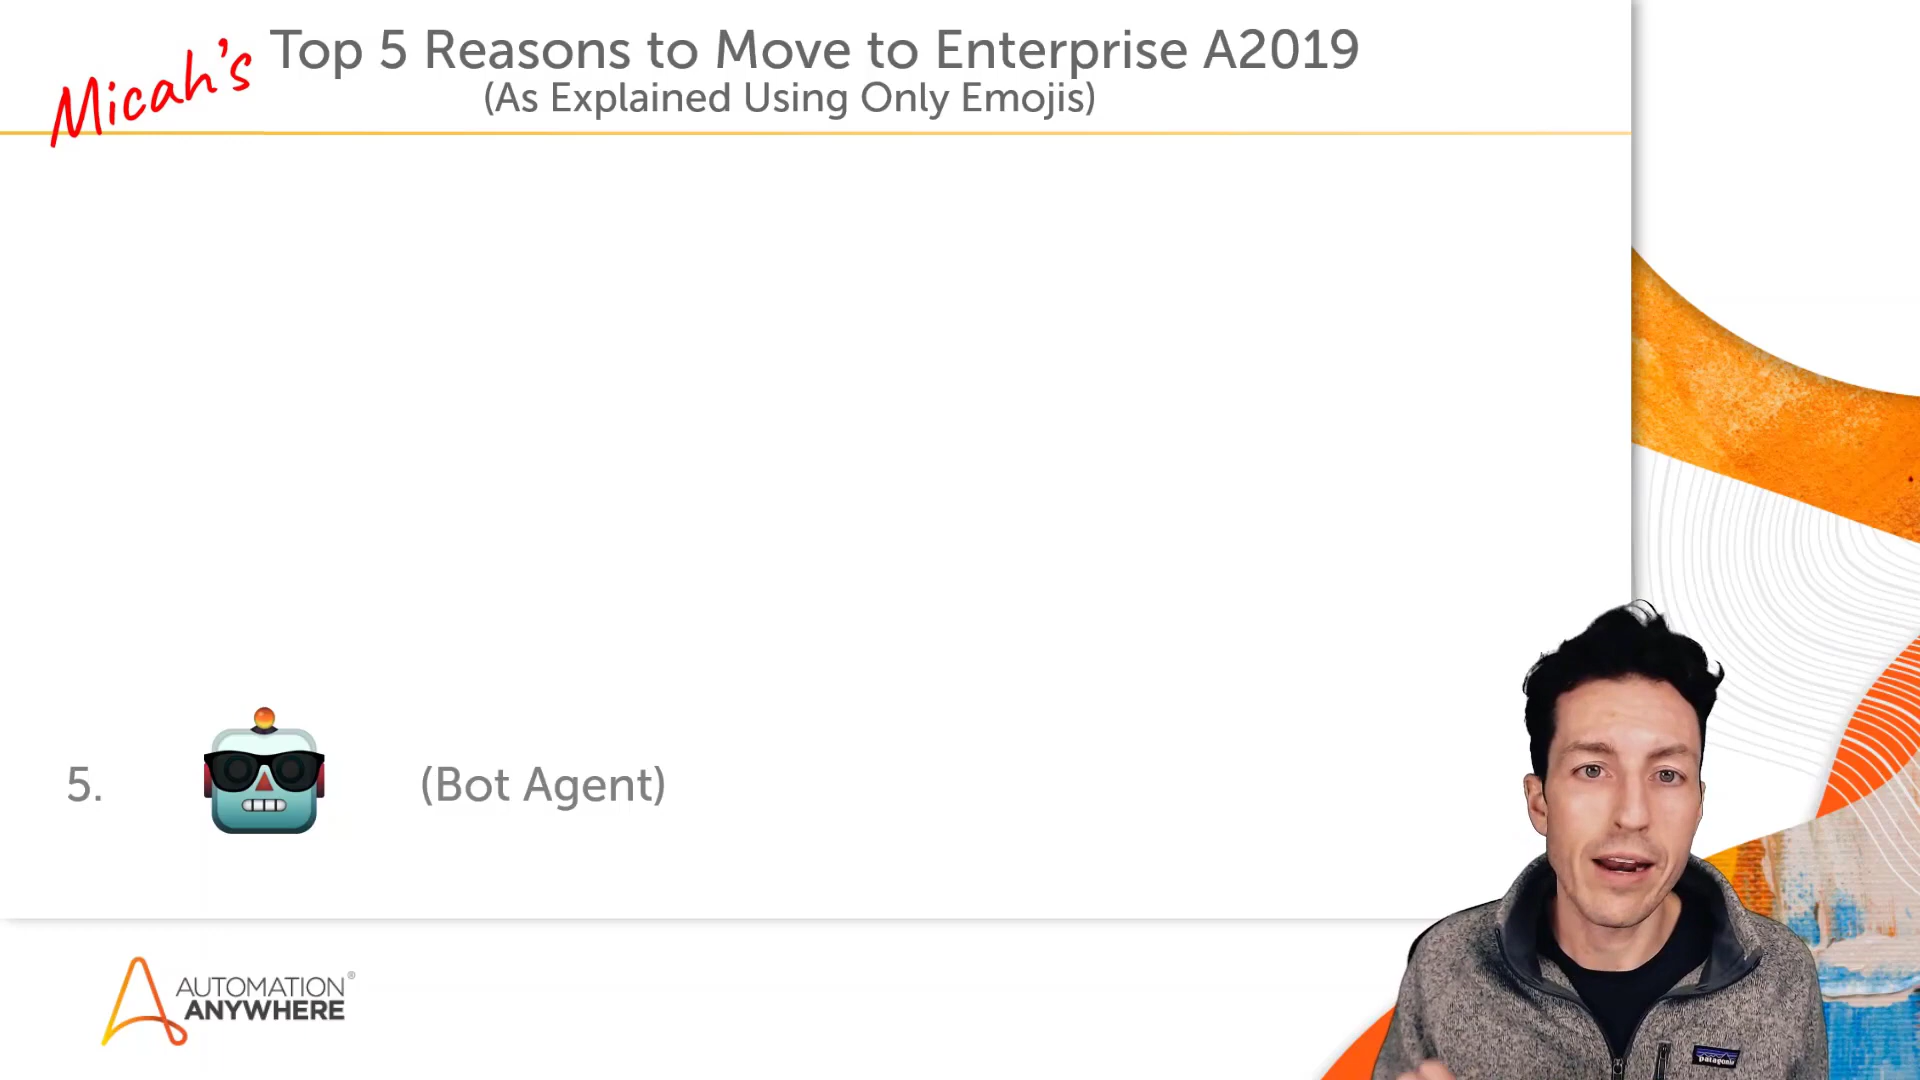 Micah's Top 5 Reasons to Move to Enterprise A2019
(As Explained Using Only Emojis)
5. (Bot Agent)
AUTOMATION®
ANYWHERE
patagonia